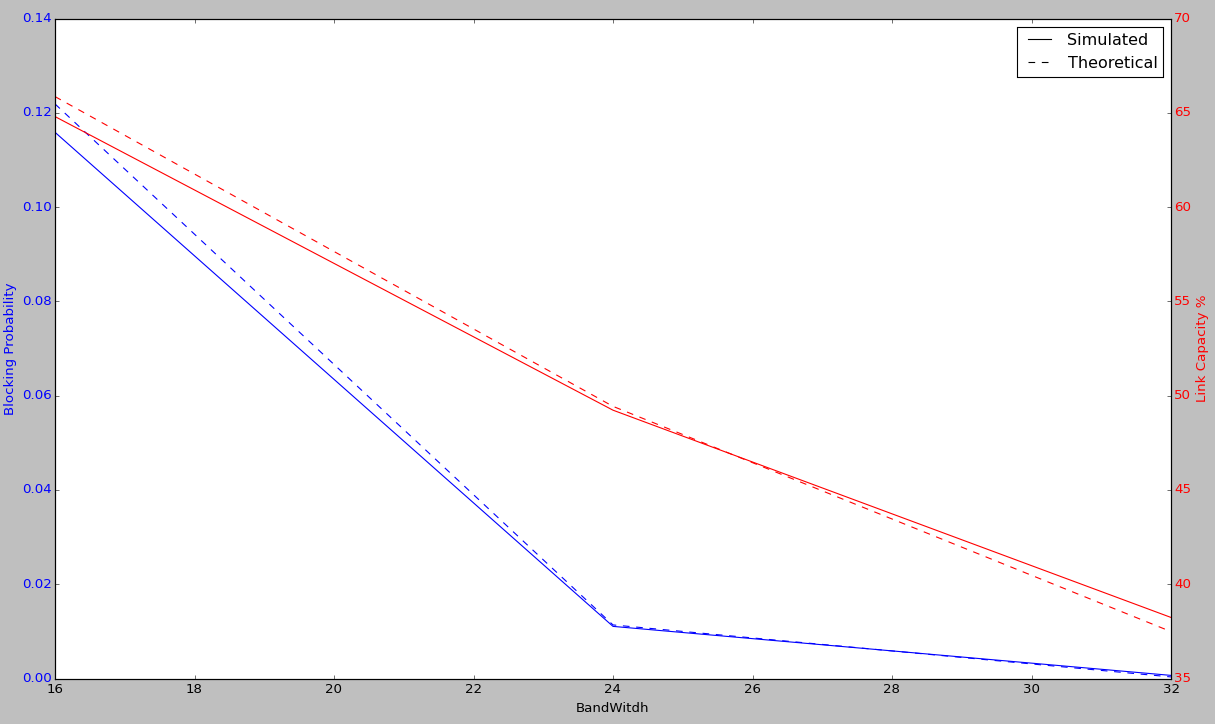 0.14
0.12
0.10
0.08
0.06
0.04
0.02
0.00
Blocking Probability
70
65
60
55
50
45
40
35
Link Capacity %
Simulated
Theoretical
16 18 20 22 24 26 28 30 32
BandWitdh